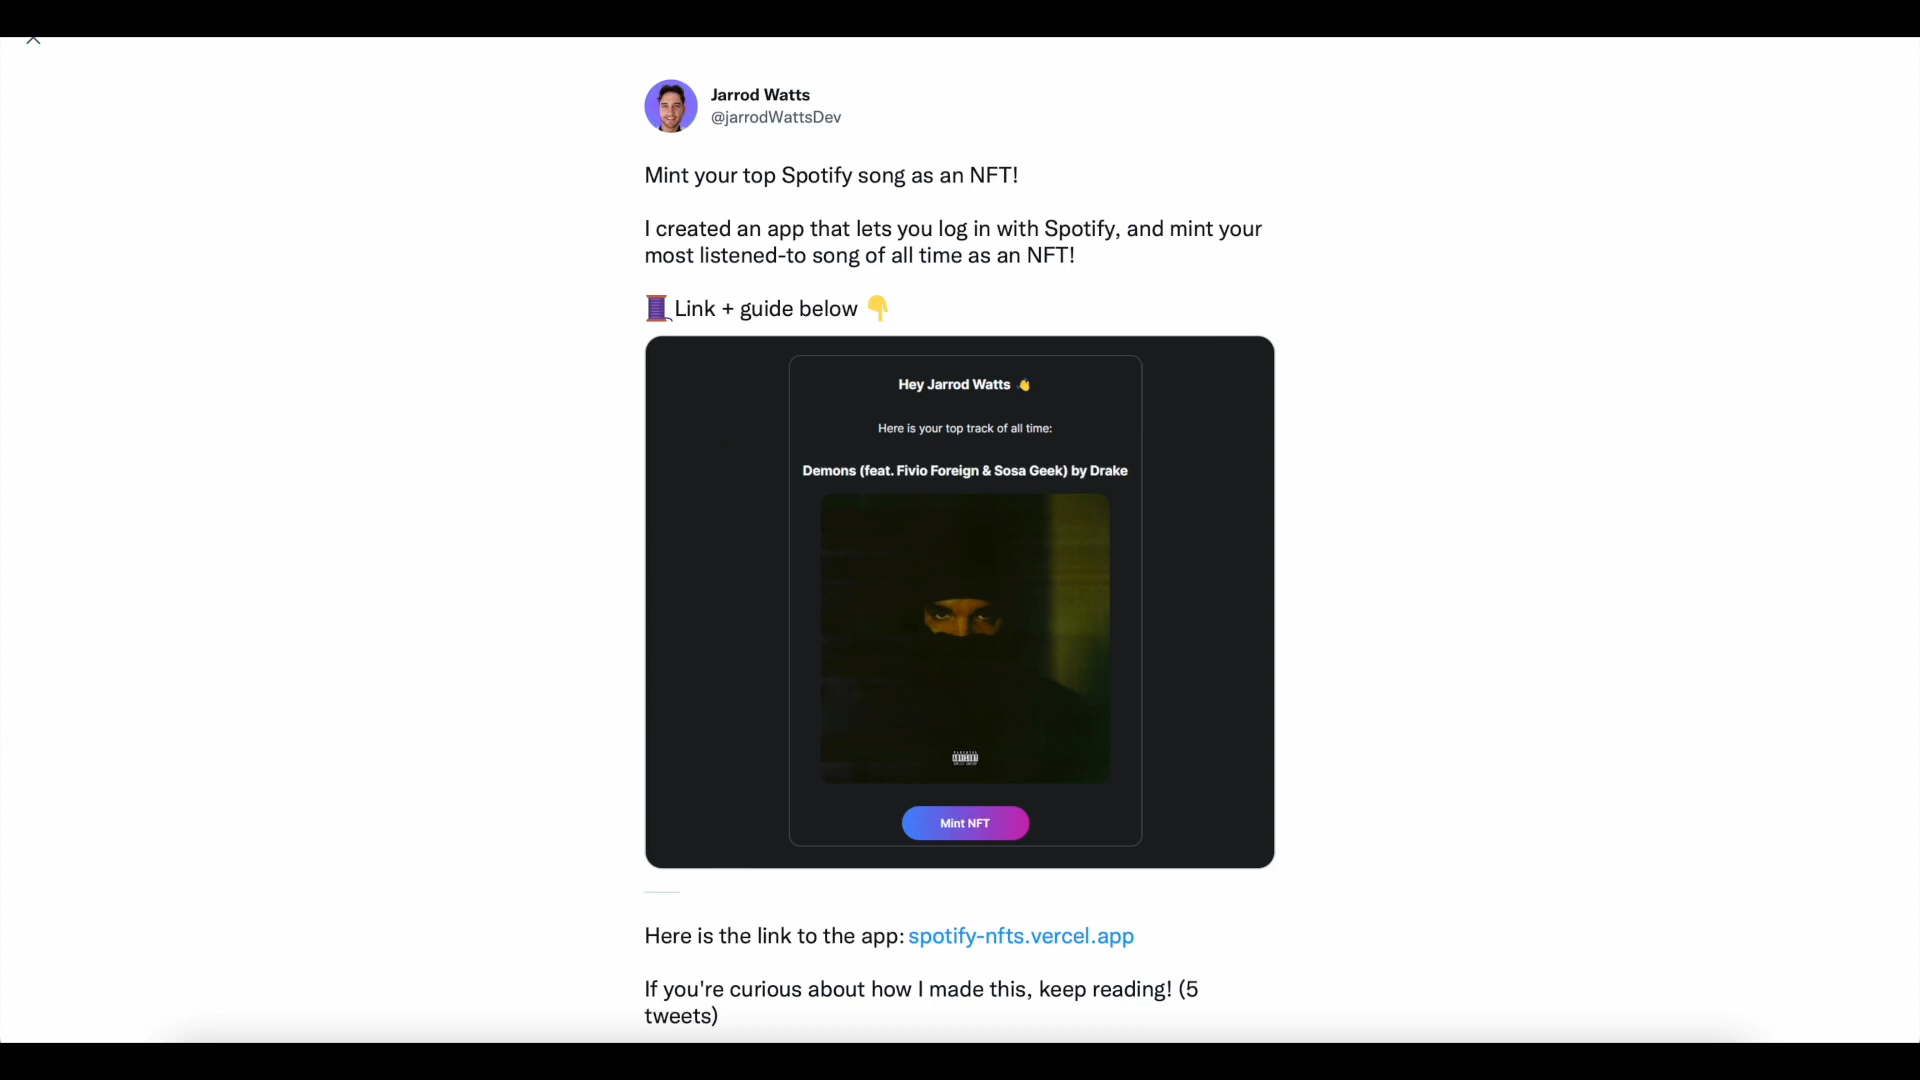 Jarrod Watts
@jarrodWattsDev
Mint your top Spotify song as an NFT!
I created an app that lets you log in with Spotify, and mint your
most listened-to song of all time as an NFT!
🧵Link + guide below 👇
Hey Jarrod Watts 👋
Here is your top track of all time:
Demons (feat. Fivio Foreign & Sosa Geek) by Drake
Mint NFT
Here is the link to the app: spotify-nfts.vercel.app
If you're curious about how I made this, keep reading! (5
tweets)